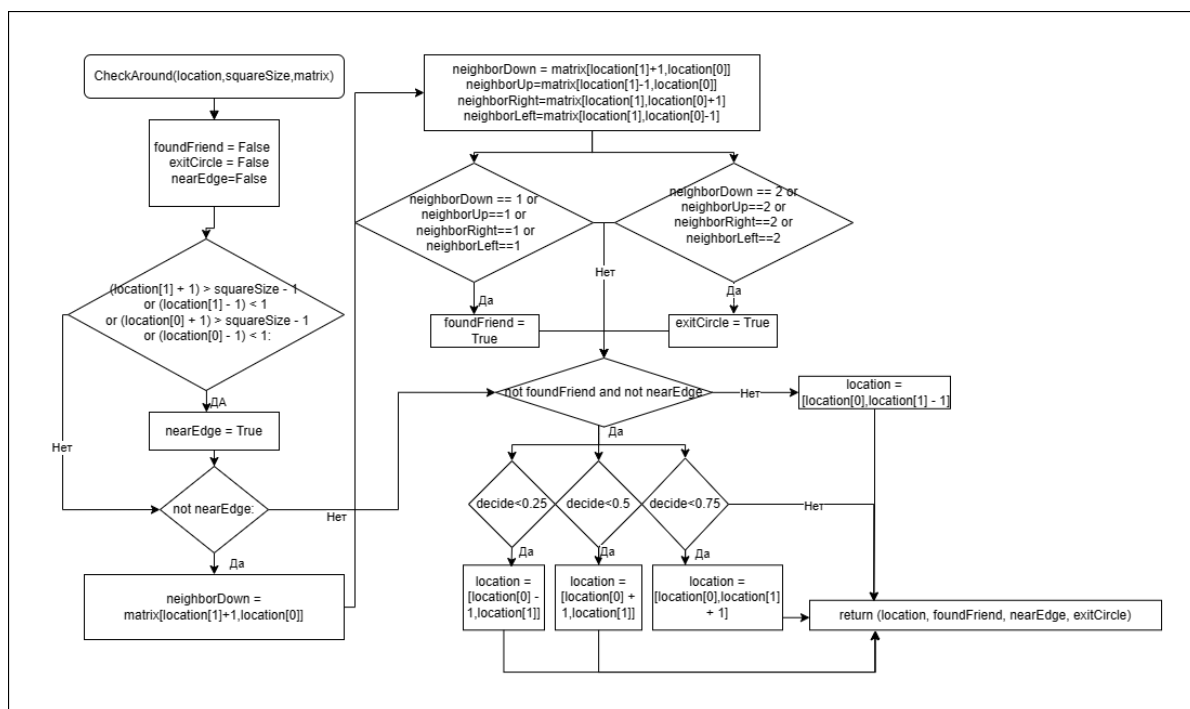 CheckAround(location,squareSize,matrix)
foundFriend = False
exitCircle = False
nearEdge=False
(location[1] + 1) > squareSize - 1
or (location[1] - 1) < 1
or (location[0] + 1) > squareSize - 1
or (location[0] - 1) < 1:
ДА
Нет
nearEdge = True
not nearEdge:
Нет
Да
neighborDown =
matrix[location[1]+1,location[0]]
neighborDown = matrix[location[1]+1,location[0]]
neighborUp=matrix[location[1]-1,location[0]]
neighborRight=matrix[location[1],location[0]+1]
neighborLeft=matrix[location[1],location[0]-1]
neighborDown == 1 or
neighborUp==1 or
neighborRight==1 or
neighborLeft==1
neighborDown == 2 or
neighborUp==2 or
neighborRight==2 or
neighborLeft==2
Нет
Да
Да
foundFriend =
True
exitCircle = True
not foundFriend and not nearEdge
Нет
location =
[location[0],location[1] - 1]
Да
decide<0.25
decide<0.5
decide<0.75
Нет
Да
Да
Да
location =
[location[0] -
1,location[1]]
location =
[location[0] +
1,location[1]]
location =
[location[0],location[1]
+ 1]
return (location, foundFriend, nearEdge, exitCircle)